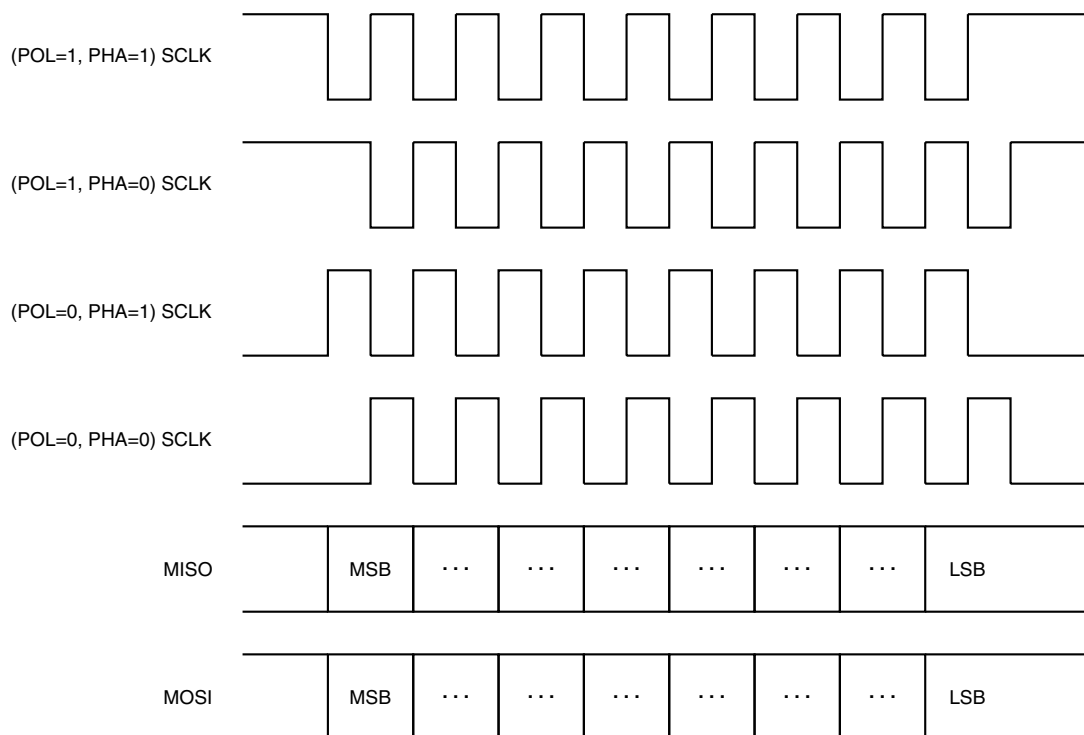 (POL=1, PHA=1) SCLK
(POL=1, PHA=0) SCLK
(POL=0, PHA=1) SCLK
(POL=0, PHA=0) SCLK
MISO MSB ... ... ... ... ... ... LSB
MOSI MSB ... ... ... ... ... ... LSB